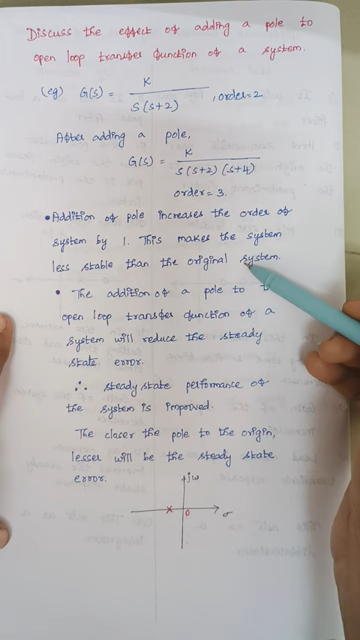 Discuss the effect of adding a pole to
open loop transfer function of a system.
(eg) G(s) = K / S(S+2) , order=2
After adding a pole,
G(s) = K / S(S+2)(S+4)
order = 3.
• Addition of pole increases the order of
system by 1. This makes the system
less stable than the original system.
• The addition of a pole to
open loop transfer function of a
system will reduce the steady
state error.
∴ steady state performance of
the system is improved.
The closer the pole to the origin,
lesser will be the steady state
error.
jω
× 0 σ